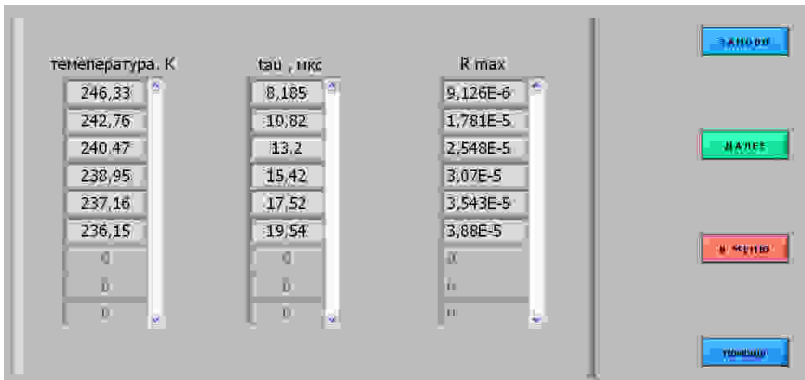 темепература. К tau , мкс R max
246,33 8,185 9,126E-6
242,76 10,82 1,781E-5
240,47 13,2 2,548E-5
238,95 15,42 3,07E-5
237,16 17,52 3,543E-5
236,15 19,54 3,88E-5
0 0 0
0 0 0
0 0 0
ДАЛЕЕ
В МЕНЮ